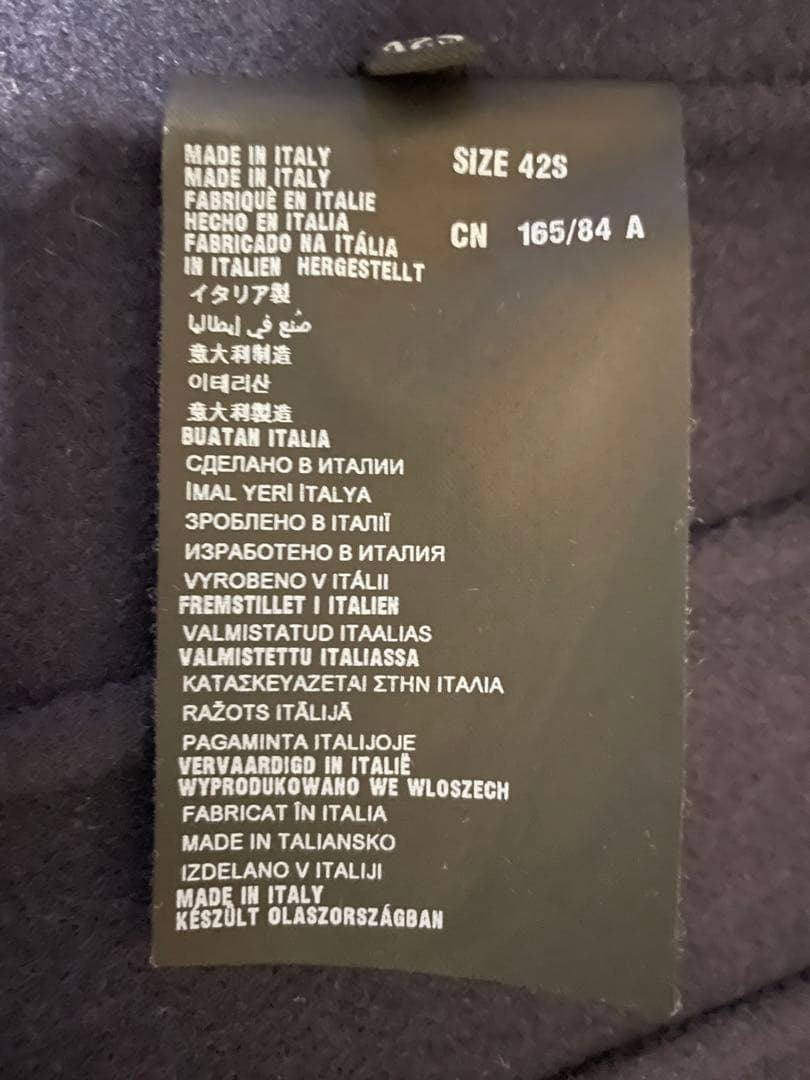 MADE IN ITALY
MADE IN ITALY
FABRIQUÈ EN ITALIE
HECHO EN ITALIA
FABRICADO NA ITÁLIA
IN ITALIEN HERGESTELLT
イタリア製
صُنع في إيطاليا
意大利制造
이테리산
意大利製造
BUATAN ITALIA
СДЕЛАНО В ИТАЛИИ
İMAL YERİ İTALYA
ЗРОБЛЕНО В ІТАЛІЇ
ИЗРАБОТЕНО В ИТАЛИЯ
VYROBENO V ITÁLII
FREMSTILLET I ITALIEN
VALMISTATUD ITAALIAS
VALMISTETTU ITALIASSA
ΚΑΤΑΣΚΕΥΑΖΕΤΑΙ ΣΤΗΝ ΙΤΑΛΙΑ
RAŽOTS ITĀLIJĀ
PAGAMINTA ITALIJOJE
VERVAARDIGD IN ITALIË
WYPRODUKOWANO WE WLOSZECH
FABRICAT ÎN ITALIA
MADE IN TALIANSKO
IZDELANO V ITALIJI
MADE IN ITALY
KÉSZÜLT OLASZORSZÁGBAN
SIZE 42S
CN 165/84 A